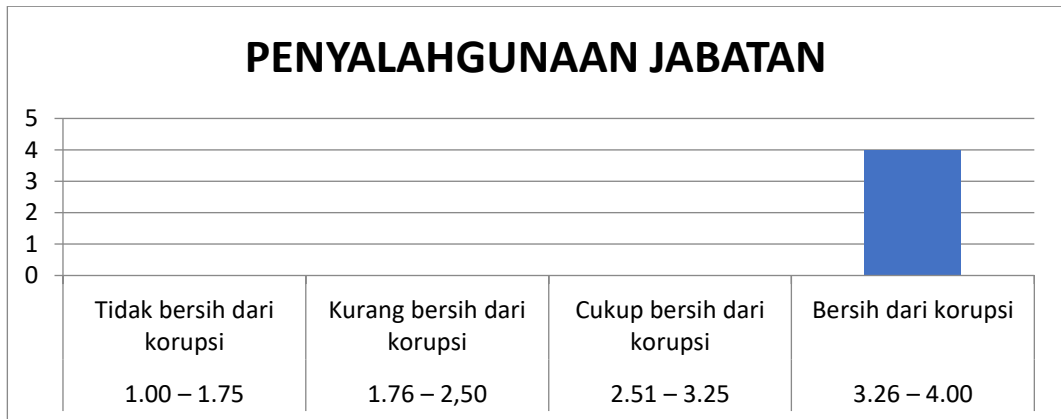 PENYALAHGUNAAN JABATAN
5
4
3
2
1
0
Tidak bersih dari
korupsi
Kurang bersih dari
korupsi
Cukup bersih dari
korupsi
Bersih dari korupsi
1.00 – 1.75
1.76 – 2,50
2.51 – 3.25
3.26 – 4.00